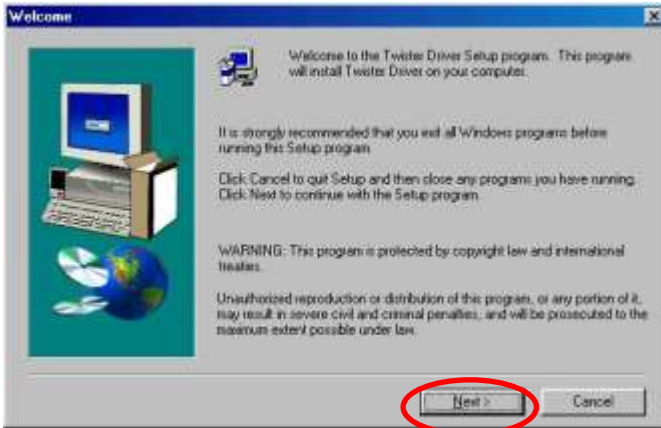 Welcome
Welcome to the Twister Driver Setup program. This program
will install Twister Driver on your computer.
It is strongly recommended that you exit all Windows programs before
running this Setup program.
Click Cancel to quit Setup and then close any programs you have running.
Click Next to continue with the Setup program.
WARNING: This program is protected by copyright law and international
treaties.
Unauthorized reproduction or distribution of this program, or any portion of it,
may result in severe civil and criminal penalties, and will be prosecuted to the
maximum extent possible under law.
Next >
Cancel